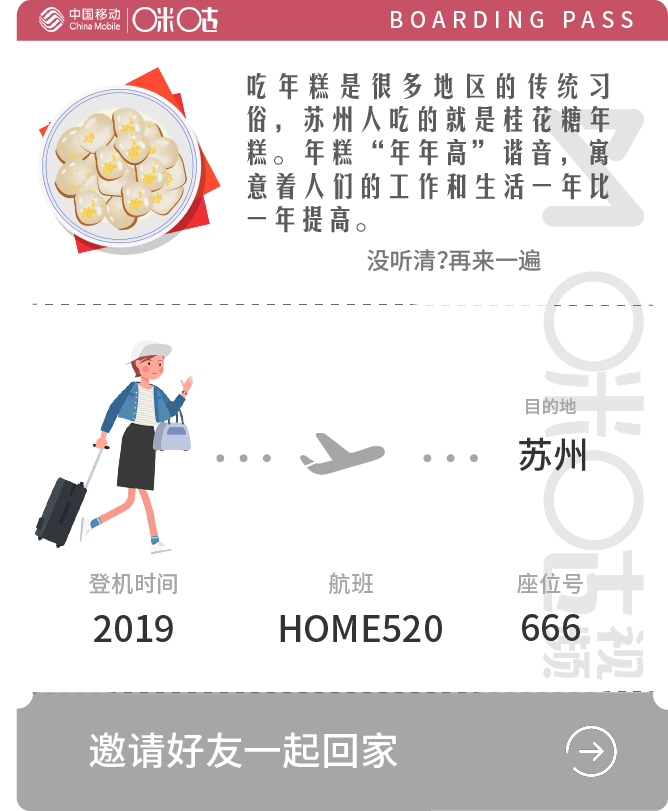 中国移动
China Mobile
咪咕
BOARDING PASS
吃年糕是很多地区的传统习
俗，苏州人吃的就是桂花糖年
糕。年糕“年年高”谐音，寓
意着人们的工作和生活一年比
一年提高。
没听清?再来一遍
目的地
苏州
登机时间
航班
座位号
2019
HOME520
666
咪咕视频
邀请好友一起回家